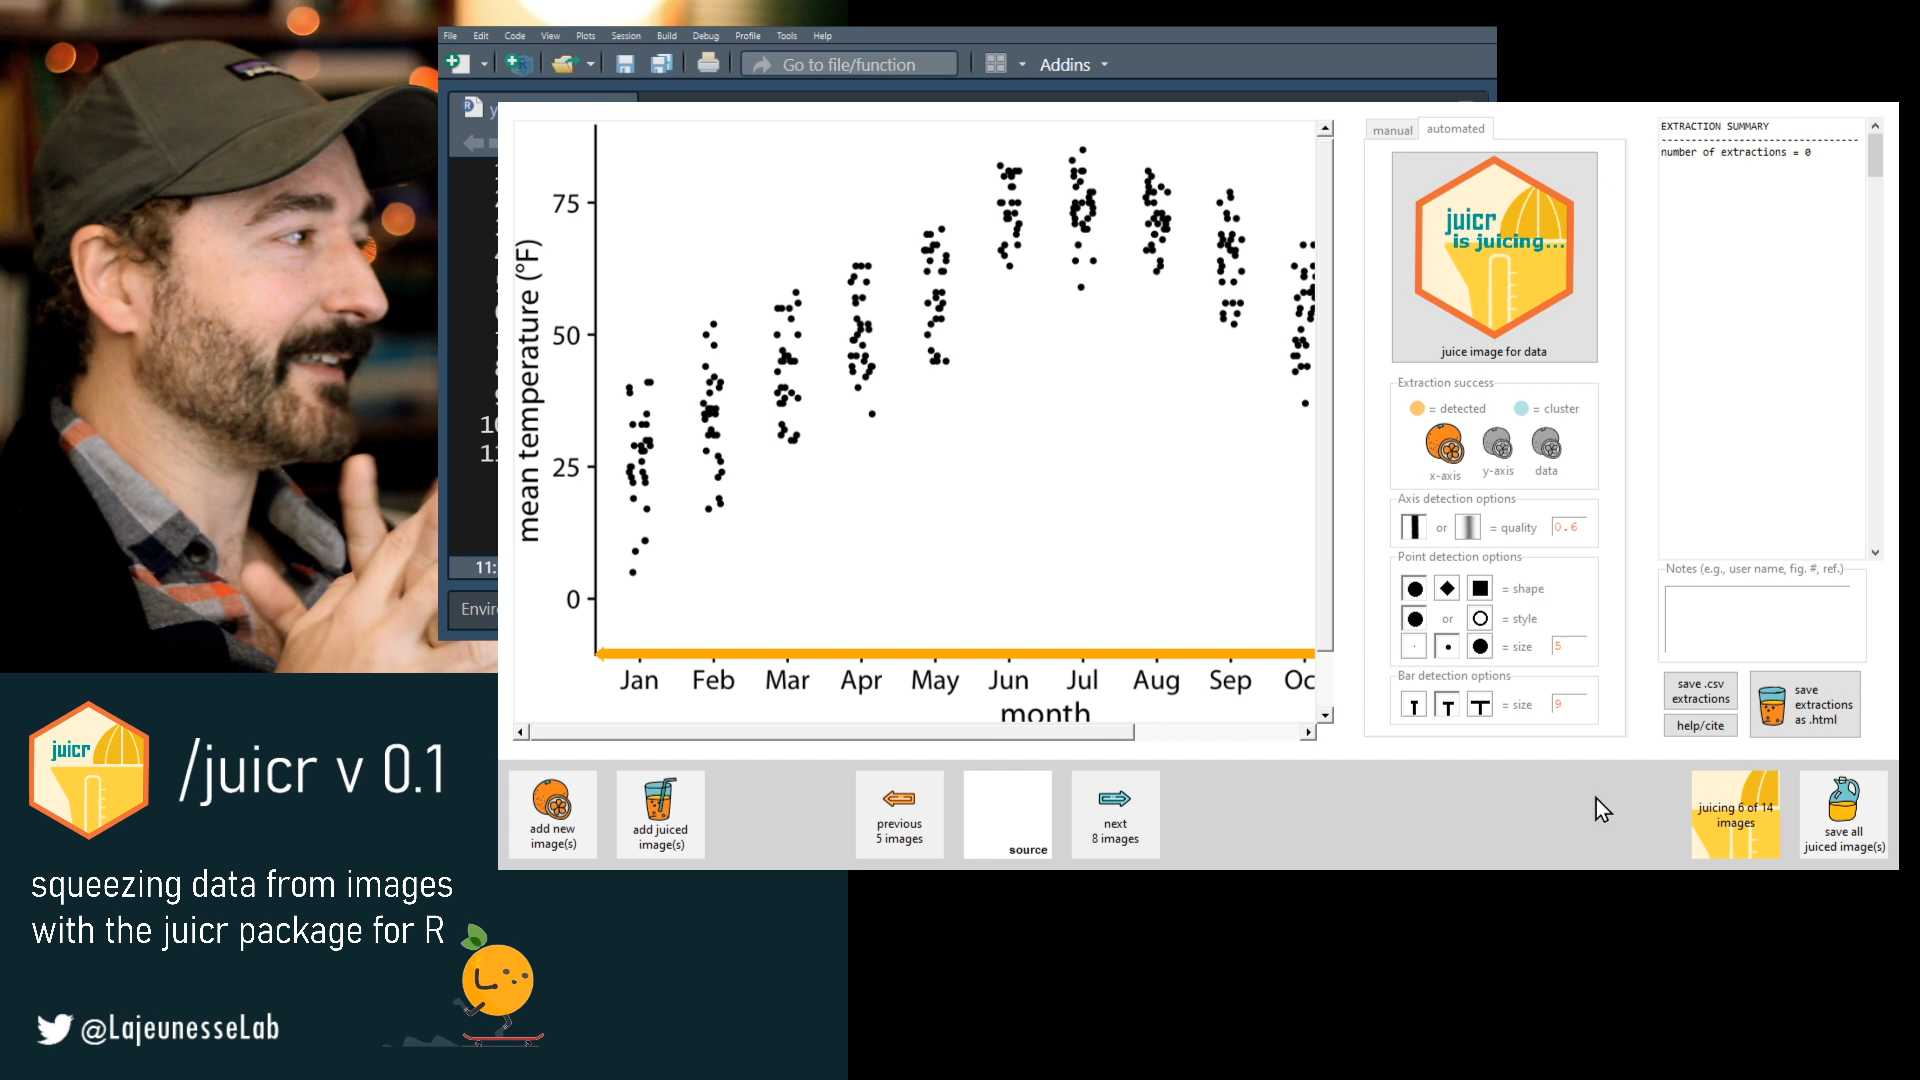 File Edit Code View Plots Session Build Debug Profile Tools Help
Go to file/function
Addins
11:
mean temperature (°F)
75
50
25
0
Jan Feb Mar Apr May Jun Jul Aug Sep Oc
month
manual automated
juicr
is juicing...
juice image for data
Extraction success
= detected = cluster
x-axis y-axis data
Axis detection options
or = quality 0.6
Point detection options
= shape
or = style
= size 5
Bar detection options
= size 9
EXTRACTION SUMMARY
-------------------------------
number of extractions = 0
Notes (e.g., user name, fig. #, ref.)
save .csv
extractions
help/cite
save
extractions
as .html
add new
image(s)
add juiced
image(s)
previous
5 images
source
next
8 images
juicing 6 of 14
images
save all
juiced image(s)
juicr
/juicr v 0.1
squeezing data from images
with the juicr package for R
@LajeunesseLab